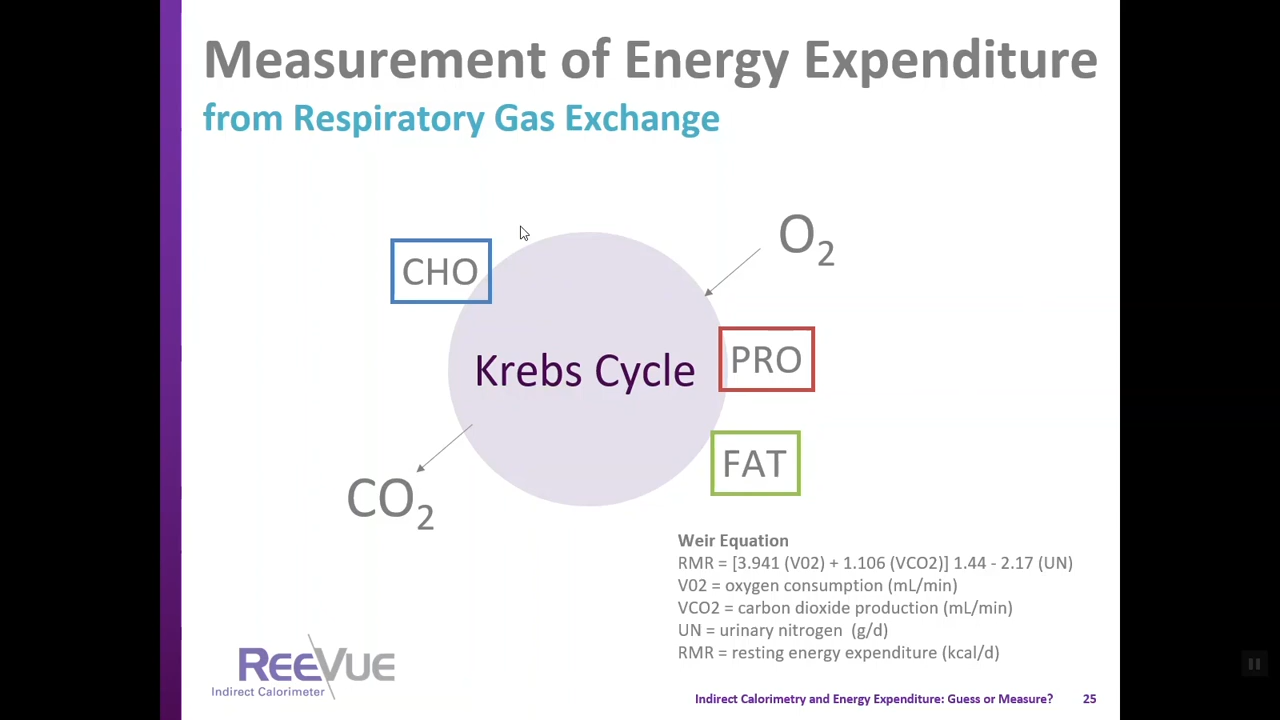 Measurement of Energy Expenditure
from Respiratory Gas Exchange
O2
CHO
PRO
Krebs Cycle
FAT
CO2
Weir Equation
RMR = [3.941 (V02) + 1.106 (VCO2)] 1.44 - 2.17 (UN)
V02 = oxygen consumption (mL/min)
VCO2 = carbon dioxide production (mL/min)
UN = urinary nitrogen (g/d)
RMR = resting energy expenditure (kcal/d)
REEVUE
Indirect Calorimeter
Indirect Calorimetry and Energy Expenditure: Guess or Measure? 25